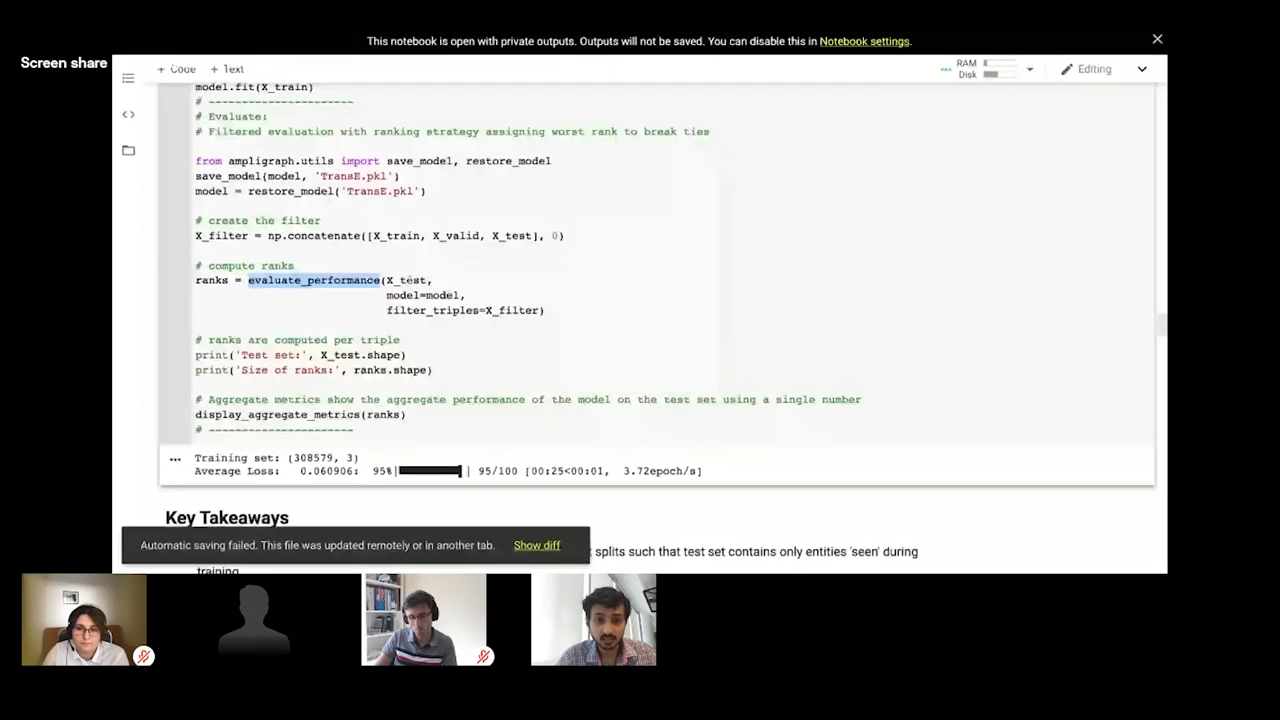 This notebook is open with private outputs. Outputs will not be saved. You can disable this in Notebook settings.
Screen share
+ Code + Text
RAM
Disk
Editing
model.fit(X_train)
# ----------------------
# Evaluate:
# Filtered evaluation with ranking strategy assigning worst rank to break ties
from ampligraph.utils import save_model, restore_model
save_model(model, 'TransE.pkl')
model = restore_model('TransE.pkl')
# create the filter
X_filter = np.concatenate([X_train, X_valid, X_test], 0)
# compute ranks
ranks = evaluate_performance(X_test,
model=model,
filter_triples=X_filter)
# ranks are computed per triple
print('Test set:', X_test.shape)
print('Size of ranks:', ranks.shape)
# Aggregate metrics show the aggregate performance of the model on the test set using a single number
display_aggregate_metrics(ranks)
# ----------------------
Training set: (308579, 3)
Average Loss: 0.060906: 95%| | 95/100 [00:25<00:01, 3.72epoch/s]
Key Takeaways
Automatic saving failed. This file was updated remotely or in another tab. Show diff
splits such that test set contains only entities 'seen' during
training